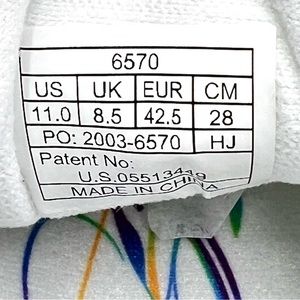 6570
US UK EUR CM
11.0 8.5 42.5 28
PO: 2003-6570 HJ
Patent No:
U.S.05513449
MADE IN CHINA